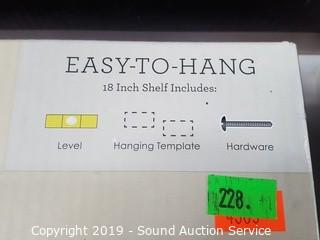 EASY-TO-HANG
18 Inch Shelf Includes:
Level
Hanging Template
Hardware
228.
Copyright 2019 - Sound Auction Service